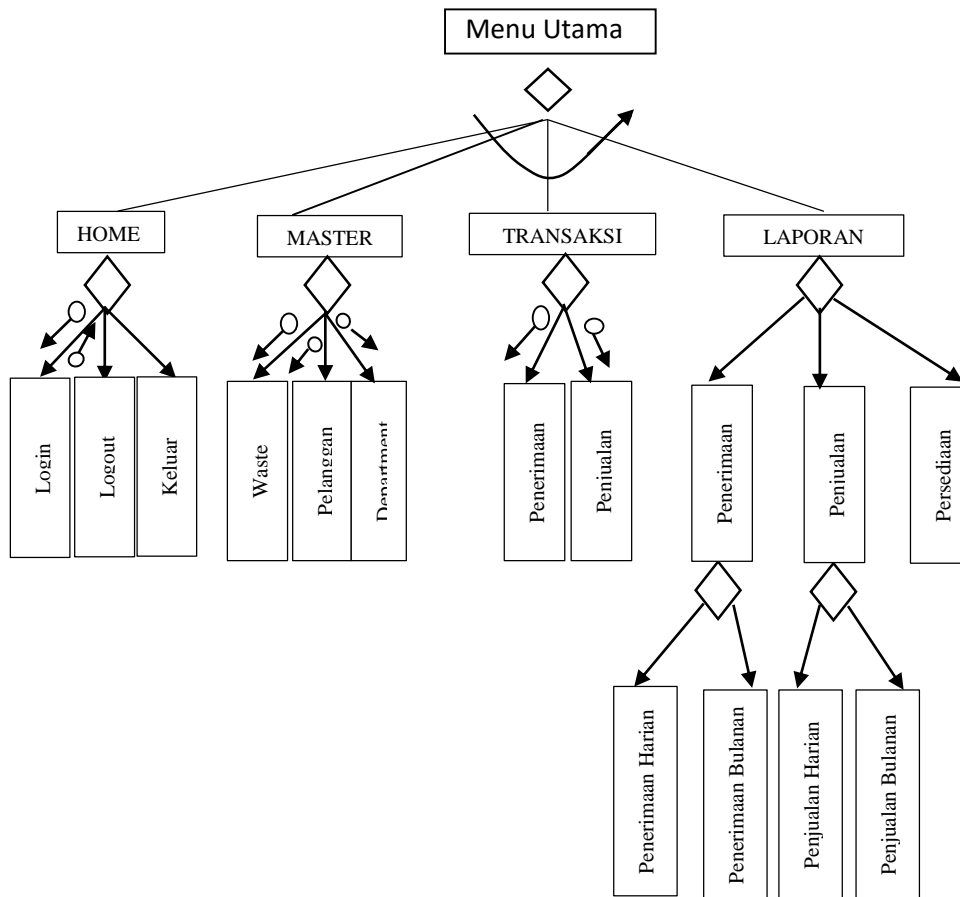 Menu Utama
HOME
MASTER
TRANSAKSI
LAPORAN
Login
Logout
Keluar
Waste
Pelanggan
Department
Penerimaan
Penjualan
Penerimaan
Penjualan
Persediaan
Penerimaan Harian
Penerimaan Bulanan
Penjualan Harian
Penjualan Bulanan